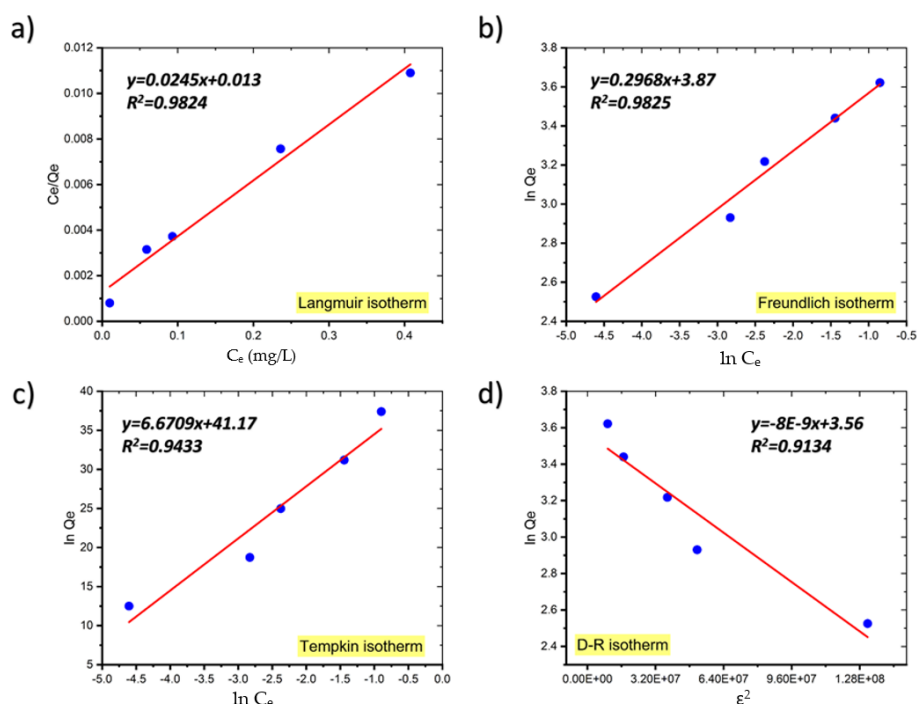 a)
y=0.0245x+0.013
R²=0.9824
Langmuir isotherm
Ce/Qe
0.012
0.010
0.008
0.006
0.004
0.002
0.000
0.0
0.1
0.2
0.3
0.4
Cₑ (mg/L)
b)
y=0.2968x+3.87
R²=0.9825
Freundlich isotherm
ln Qe
3.8
3.6
3.4
3.2
3.0
2.8
2.6
2.4
-5.0
-4.5
-4.0
-3.5
-3.0
-2.5
-2.0
-1.5
-1.0
-0.5
ln Cₑ
c)
y=6.6709x+41.17
R²=0.9433
Tempkin isotherm
ln Qe
40
35
30
25
20
15
10
5
-5.0
-4.5
-4.0
-3.5
-3.0
-2.5
-2.0
-1.5
-1.0
-0.5
0.0
ln Cₑ
d)
y=-8E-9x+3.56
R²=0.9134
D-R isotherm
ln Qe
3.8
3.6
3.4
3.2
3.0
2.8
2.6
2.4
0.00E+00
3.20E+07
6.40E+07
9.60E+07
1.28E+08
ε²